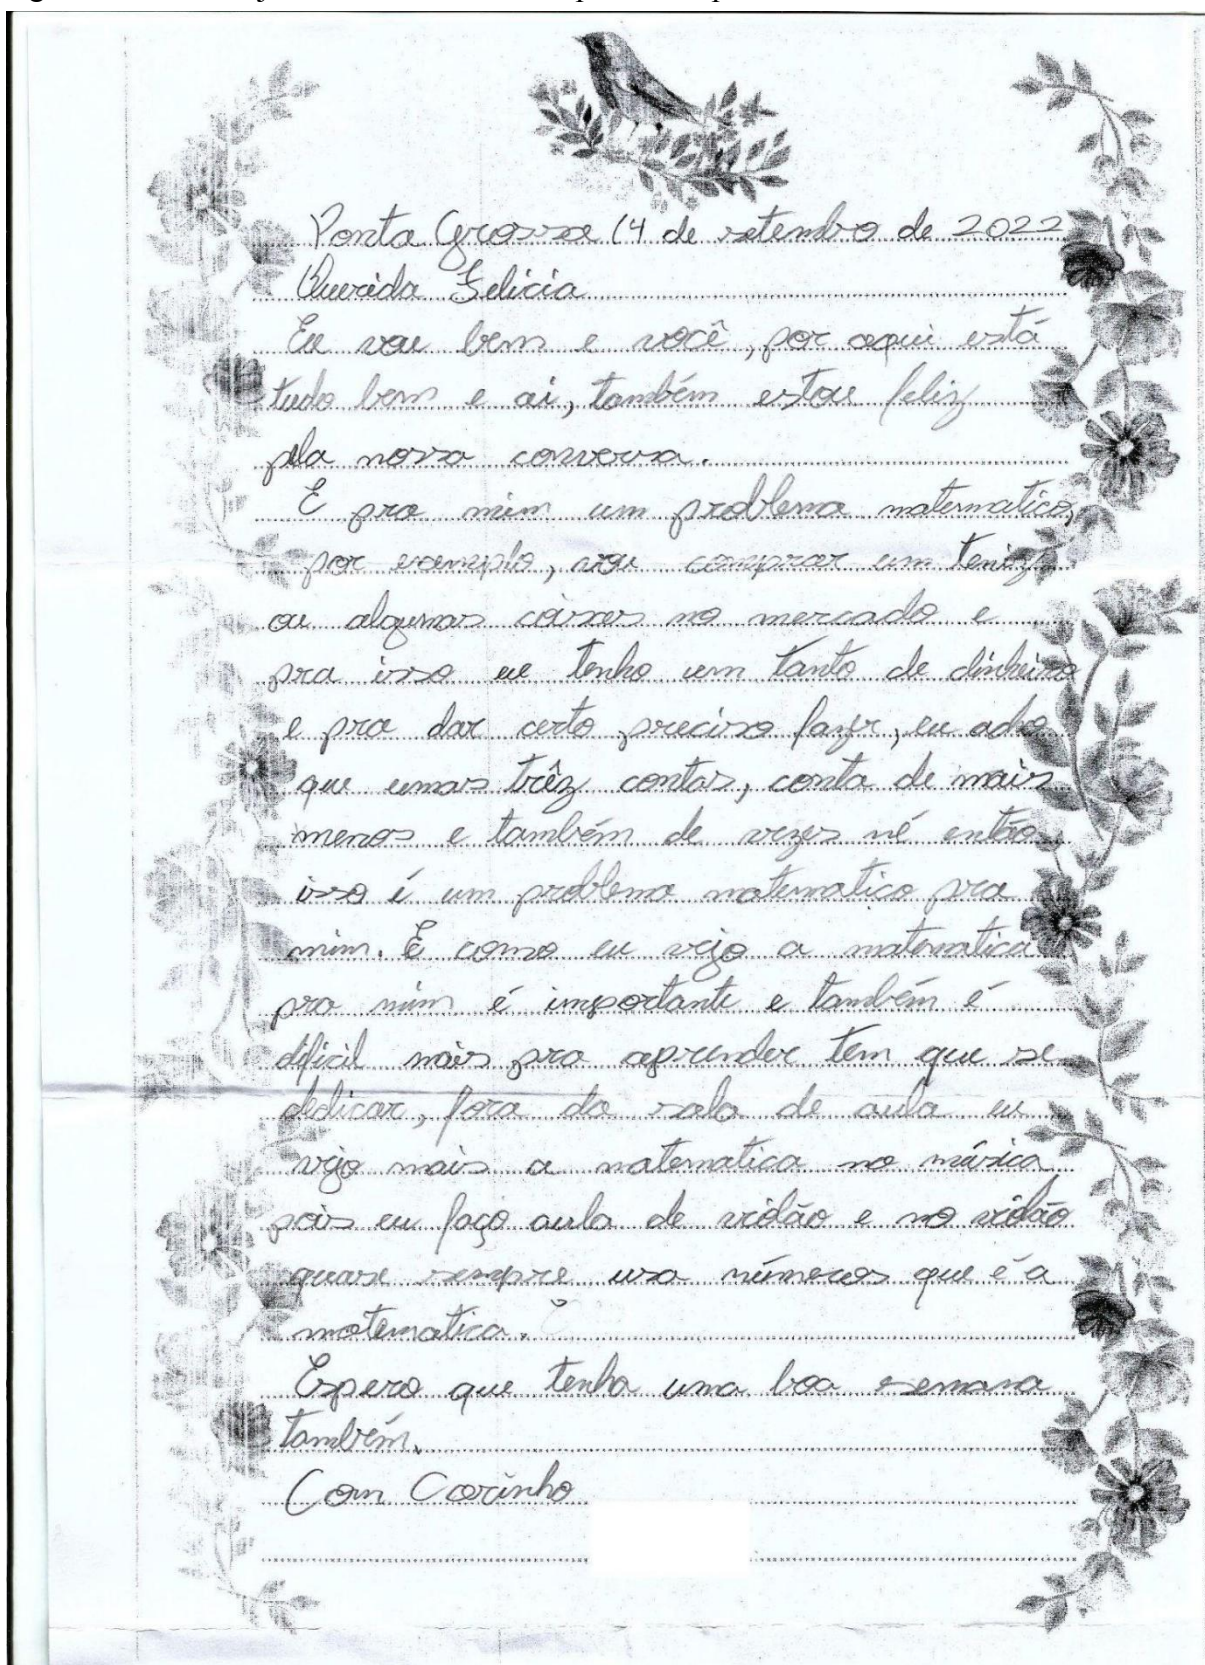 Ponta Grossa 14 de setembro de 2022
Querida Felicia
Eu vou bem e você, por aqui está
tudo bem e ai, também estou feliz
pela nossa conversa.
E pra mim um problema matematico,
por exemplo, vou comprar um teniz
ou algumas coisas no mercado e
pra isso eu tenho um tanto de dinheiro
e pra dar certo preciso fazer, eu acho
que umas trêz contas, conta de mais
menos e também de vezes né então
isso é um problema matematico pra
mim. E como eu vejo a matematica
pra mim é importante e também é
dificil mais pra aprender tem que se
dedicar, fora da sala de aula eu
vejo mais a matematica na música
pois eu faço aula de violão e no violão
quase sempre usa números que é a
matematica.
Espero que tenha uma boa semana
também.
Com Carinho